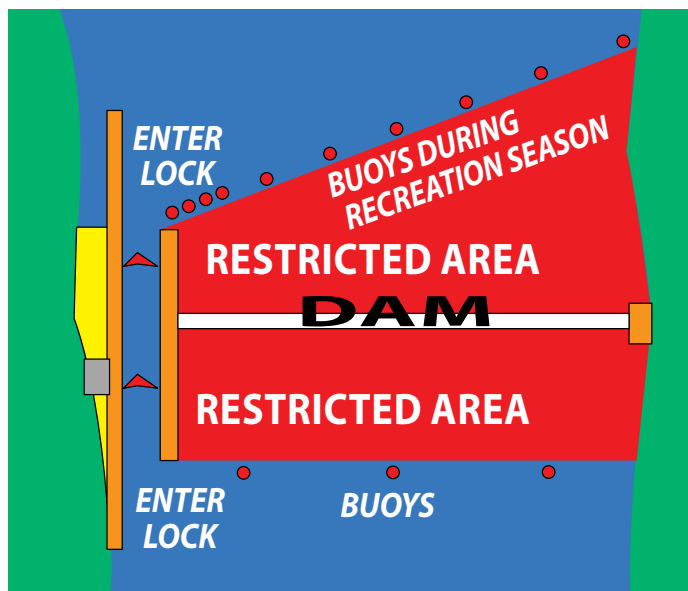 ENTER
LOCK
BUOYS DURING
RECREATION SEASON
RESTRICTED AREA
DAM
RESTRICTED AREA
ENTER
LOCK
BUOYS